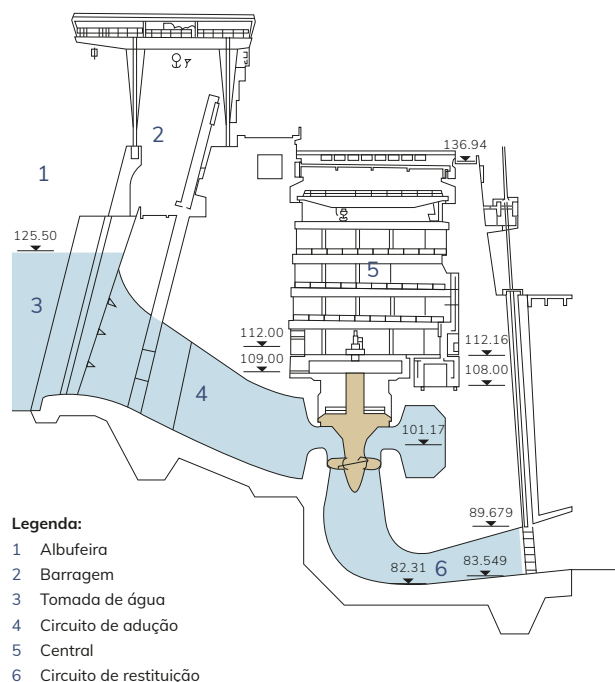 136.94
2
1
125.50
5
3
112.00
112.16
109.00
108.00
4
101.17
89.679
82.31
6
83.549
Legenda:
1 Albufeira
2 Barragem
3 Tomada de água
4 Circuito de adução
5 Central
6 Circuito de restituição